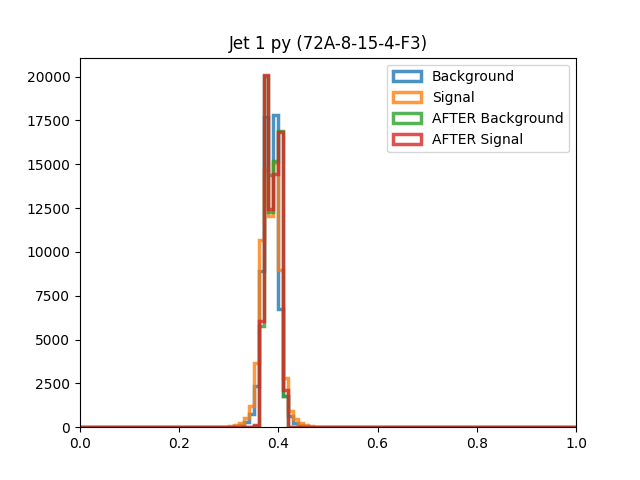 Jet 1 py (72A-8-15-4-F3)
20000
17500
15000
12500
10000
7500
5000
2500
0
Background
Signal
AFTER Background
AFTER Signal
0.0 0.2 0.4 0.6 0.8 1.0